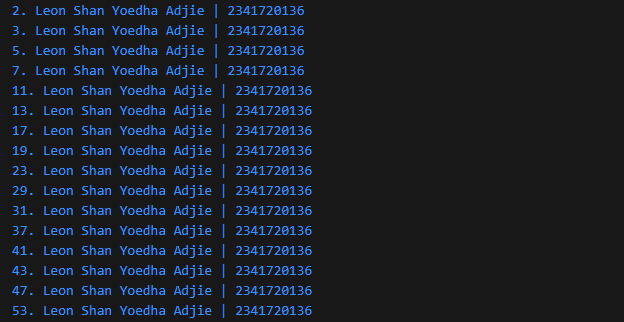 2. Leon Shan Yoedha Adjie | 2341720136
3. Leon Shan Yoedha Adjie | 2341720136
5. Leon Shan Yoedha Adjie | 2341720136
7. Leon Shan Yoedha Adjie | 2341720136
11. Leon Shan Yoedha Adjie | 2341720136
13. Leon Shan Yoedha Adjie | 2341720136
17. Leon Shan Yoedha Adjie | 2341720136
19. Leon Shan Yoedha Adjie | 2341720136
23. Leon Shan Yoedha Adjie | 2341720136
29. Leon Shan Yoedha Adjie | 2341720136
31. Leon Shan Yoedha Adjie | 2341720136
37. Leon Shan Yoedha Adjie | 2341720136
41. Leon Shan Yoedha Adjie | 2341720136
43. Leon Shan Yoedha Adjie | 2341720136
47. Leon Shan Yoedha Adjie | 2341720136
53. Leon Shan Yoedha Adjie | 2341720136